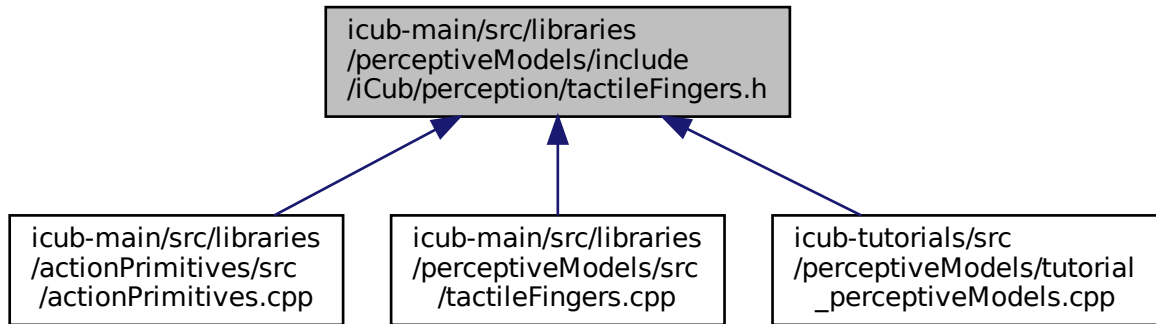 icub-main/src/libraries
/perceptiveModels/include
/iCub/perception/tactileFingers.h
icub-main/src/libraries
/actionPrimitives/src
/actionPrimitives.cpp
icub-main/src/libraries
/perceptiveModels/src
/tactileFingers.cpp
icub-tutorials/src
/perceptiveModels/tutorial
_perceptiveModels.cpp